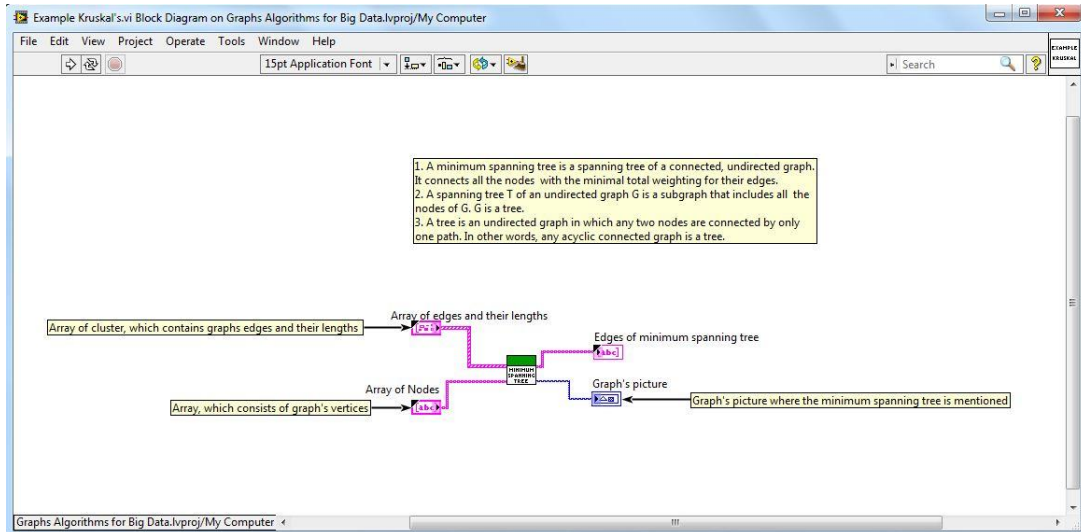 Example Kruskal's.vi Block Diagram on Graphs Algorithms for Big Data.lvproj/My Computer
File Edit View Project Operate Tools Window Help
15pt Application Font
Search
EXAMPLE
KRUSKAL
1. A minimum spanning tree is a spanning tree of a connected, undirected graph.
It connects all the nodes with the minimal total weighting for their edges.
2. A spanning tree T of an undirected graph G is a subgraph that includes all the
nodes of G. G is a tree.
3. A tree is an undirected graph in which any two nodes are connected by only
one path. In other words, any acyclic connected graph is a tree.
Array of edges and their lengths
Array of cluster, which contains graphs edges and their lengths
Edges of minimum spanning tree
abc
MINIMUM
SPANNING
TREE
Array of Nodes
Graph's picture
Array, which consists of graph's vertices
abc
Graph's picture where the minimum spanning tree is mentioned
Graphs Algorithms for Big Data.lvproj/My Computer